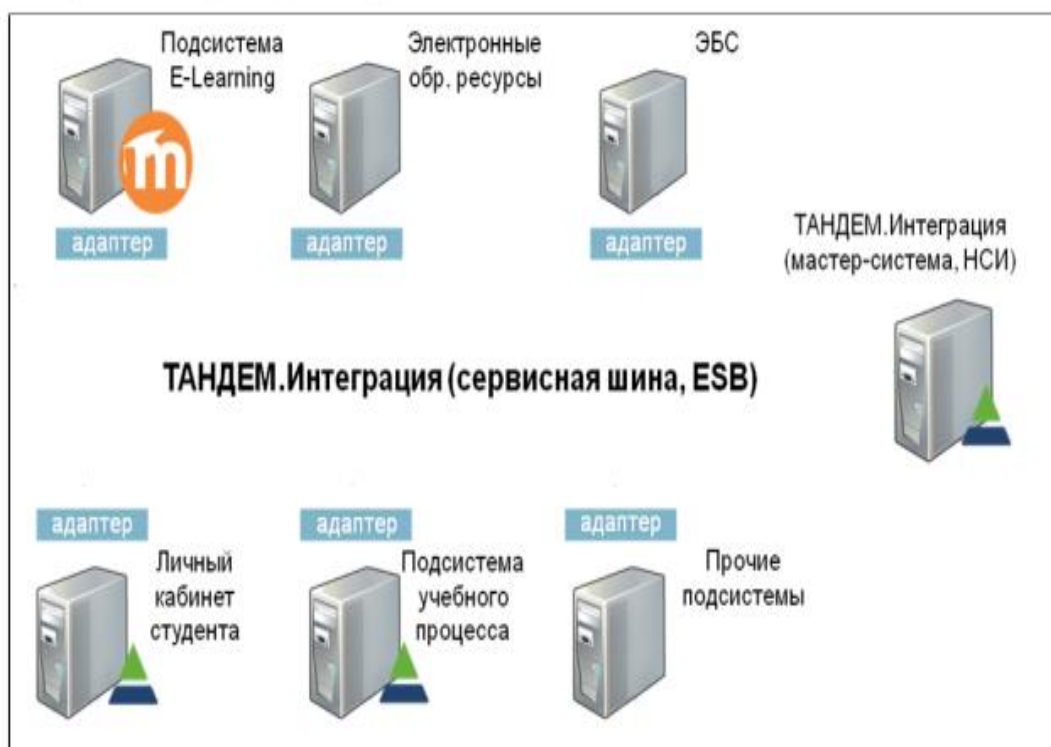 Подсистема
E-Learning
Электронные
обр. ресурсы
ЭБС
адаптер
адаптер
адаптер
ТАНДЕМ.Интеграция
(мастер-система, НСИ)
ТАНДЕМ.Интеграция (сервисная шина, ESB)
адаптер
адаптер
адаптер
Личный
кабинет
студента
Подсистема
учебного
процесса
Прочие
подсистемы